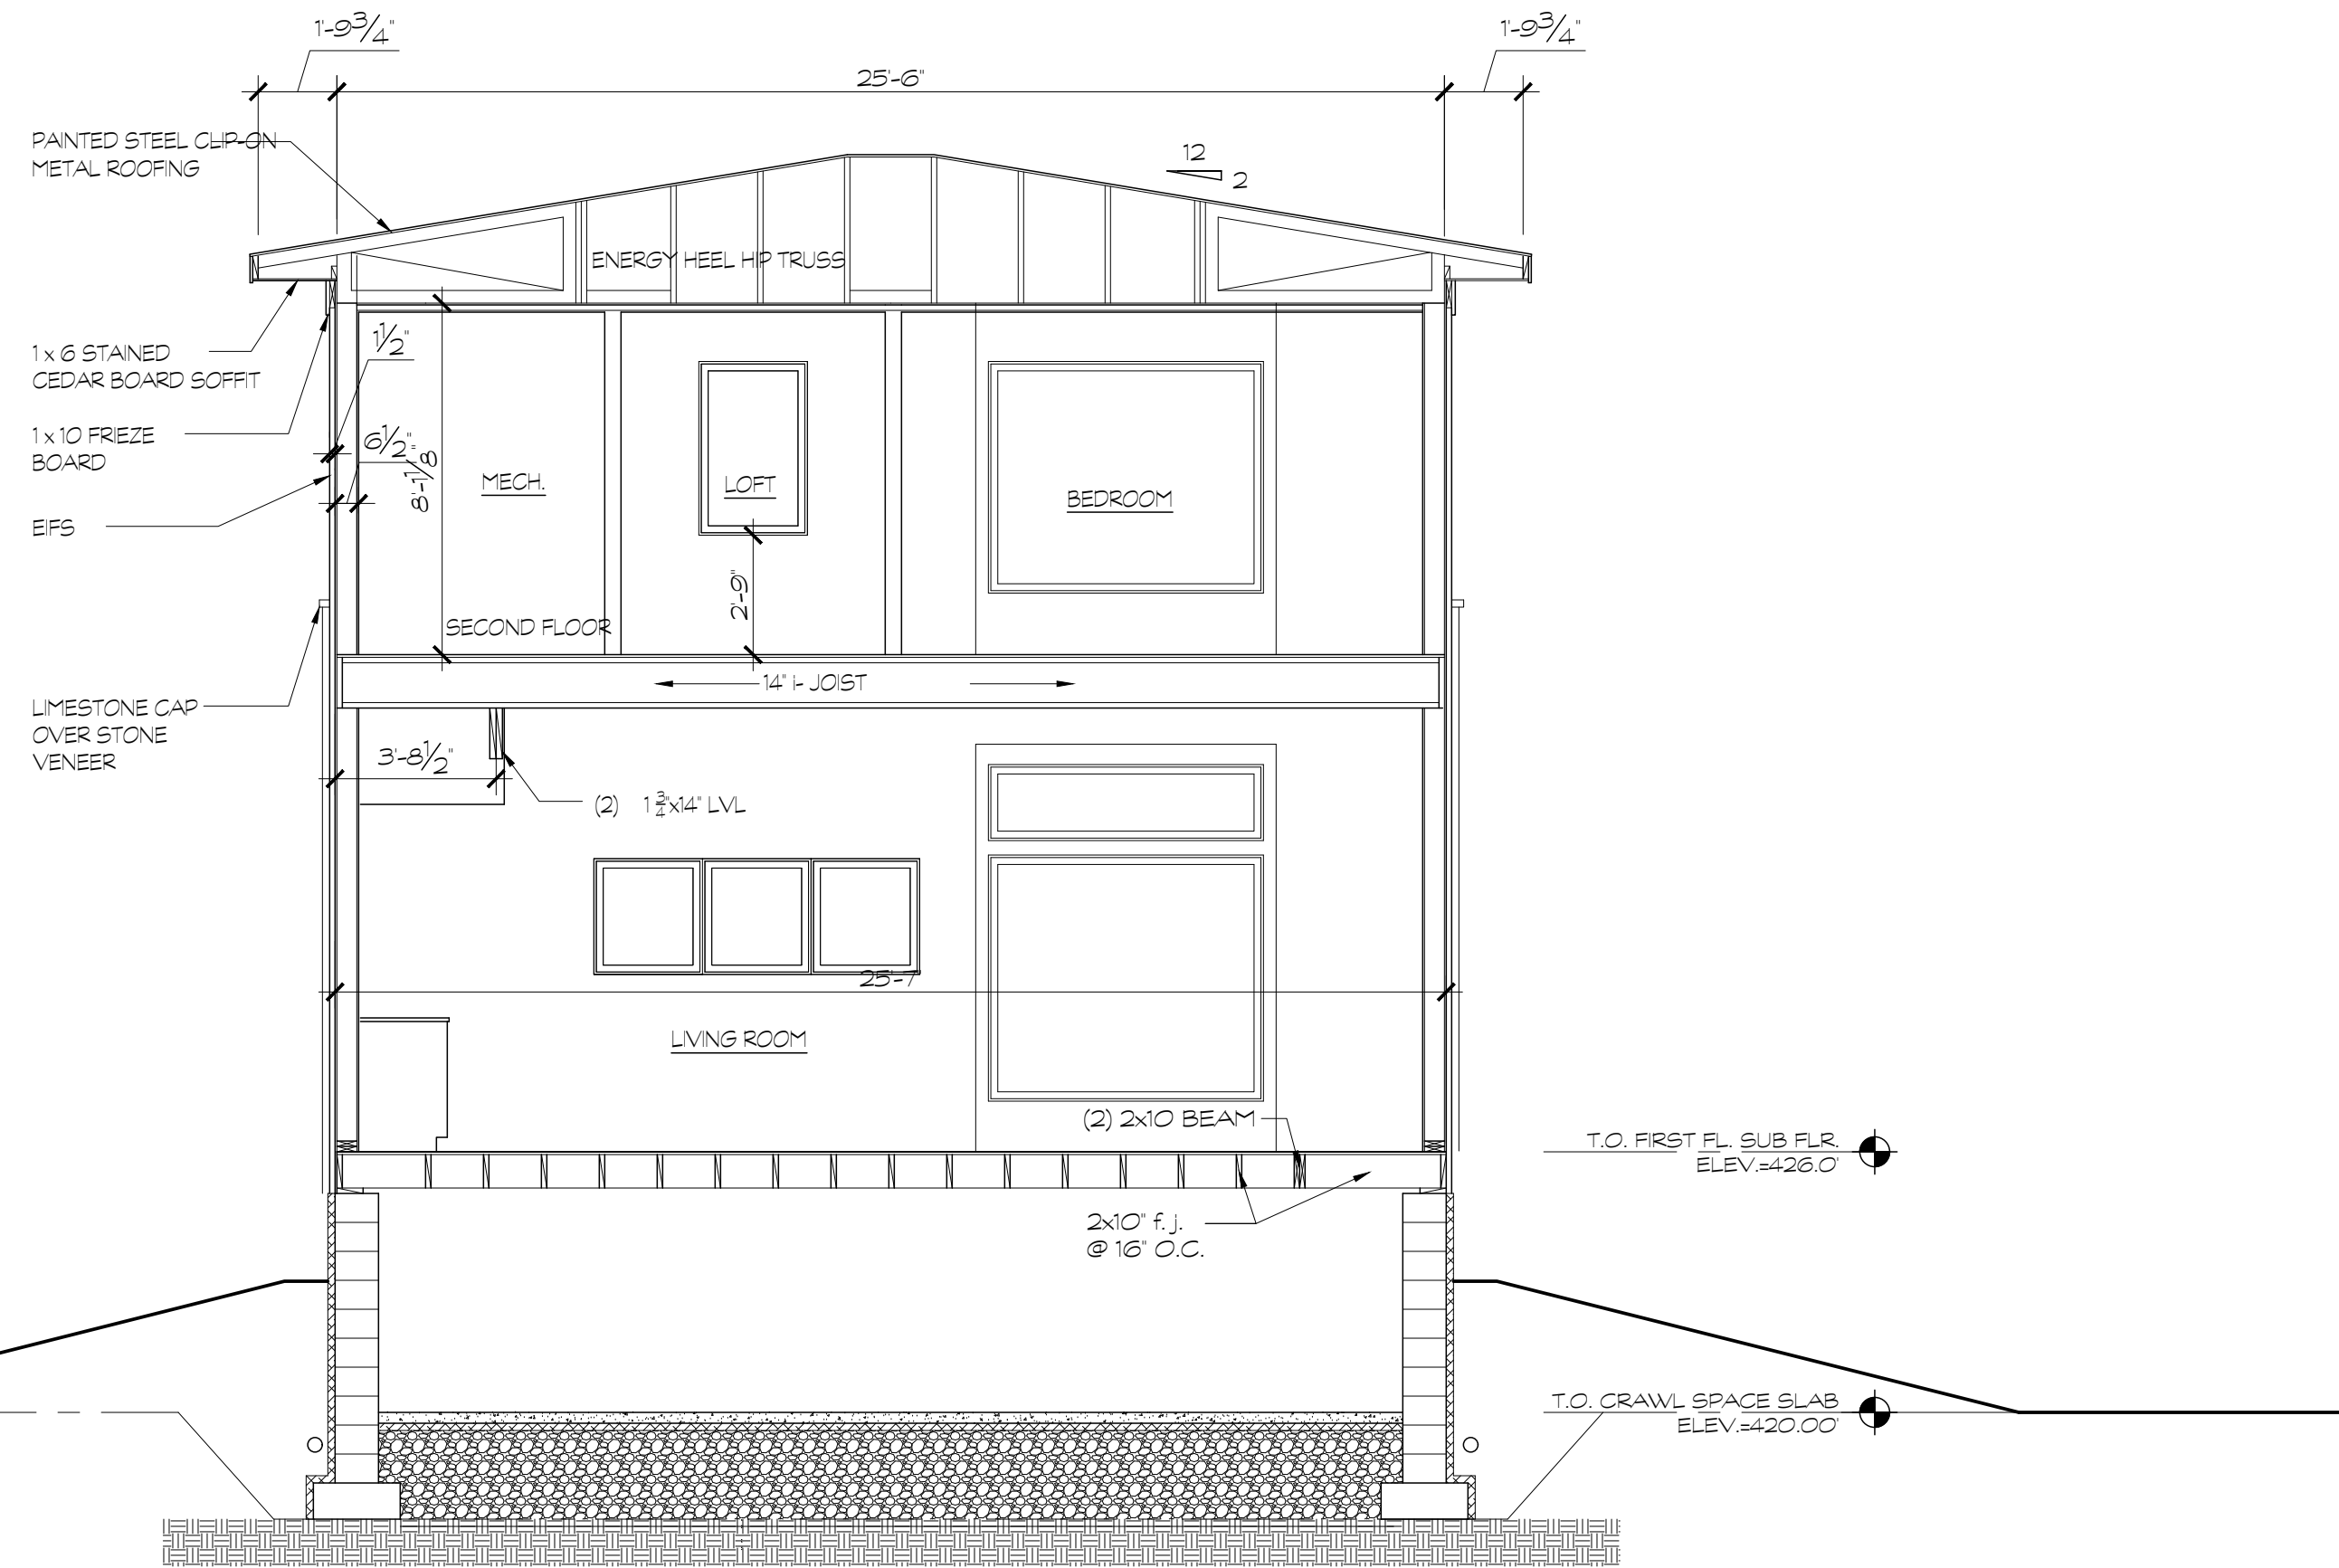 1'-9 3/4"
1'-9 3/4"
25'-6"
PAINTED STEEL CLIP-ON
METAL ROOFING
12
2
ENERGY HEEL HIP TRUSS
1 x 6 STAINED
CEDAR BOARD SOFFIT
1 1/2"
1 x 10 FRIEZE
BOARD
6 1/2"
8'-1 1/8"
MECH.
LOFT
BEDROOM
EIFS
2'-9"
SECOND FLOOR
14" i- JOIST
LIMESTONE CAP
OVER STONE
VENEER
3'-8 1/2"
(2) 1 3/4"x14" LVL
25'-7"
LIVING ROOM
(2) 2x10 BEAM
T.O. FIRST FL. SUB FLR.
ELEV.=426.0'
2x10" f. j.
@ 16" O.C.
T.O. CRAWL SPACE SLAB
ELEV.=420.00'